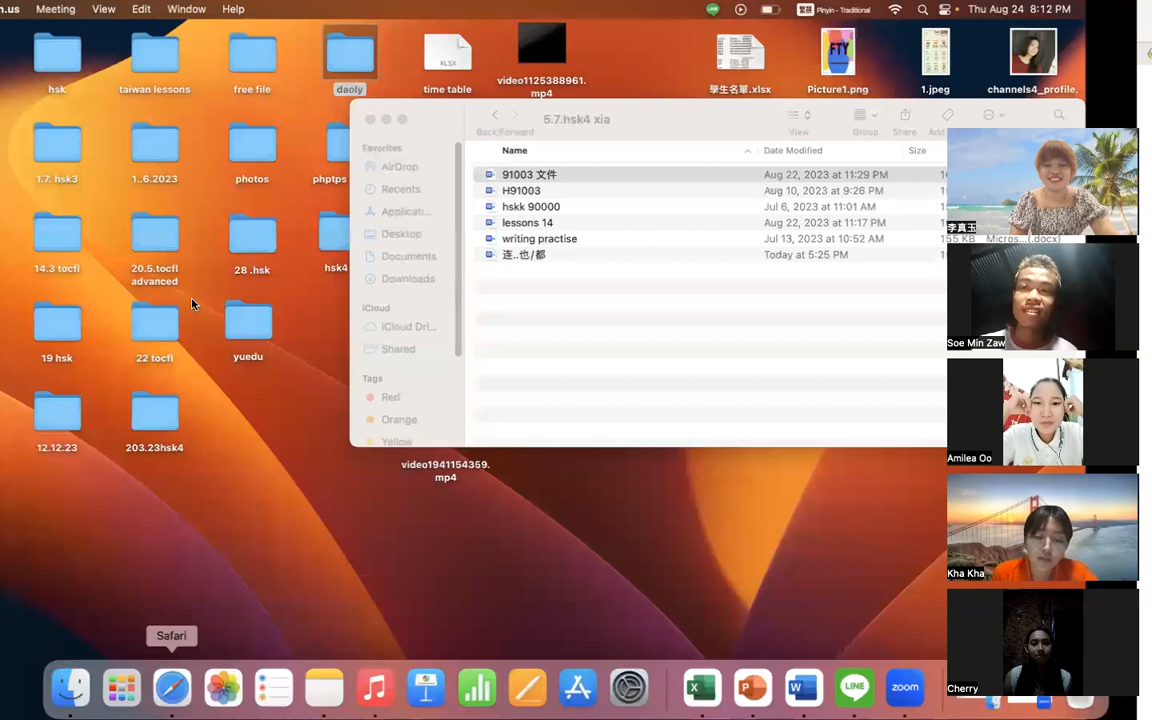 n.us Meeting View Edit Window Help 繁拼 Pinyin - Traditional Thu Aug 24 8:12 PM
hsk
taiwan lessons
free file
daoly
XLSX
time table
video1125388961.
mp4
學生名單.xlsx
FTY
Picture1.png
1.jpeg
channels4_profile.
1.7. hsk3
1..6.2023
photos
phptps
14.3 tocfl
20.5.tocfl
advanced
28 .hsk
hsk4
19 hsk
22 tocfl
yuedu
12.12.23
203.23hsk4
video1941154359.
mp4
5.7.hsk4 xia
Back/Forward View Group Share Add
Favorites
AirDrop
Recents
Applicati...
Desktop
Documents
Downloads
iCloud
iCloud Dri...
Shared
Tags
Red
Orange
Yellow
Name Date Modified Size
91003 文件 Aug 22, 2023 at 11:29 PM
H91003 Aug 10, 2023 at 9:26 PM
hskk 90000 Jul 6, 2023 at 11:01 AM
lessons 14 Aug 22, 2023 at 11:17 PM
writing practise Jul 13, 2023 at 10:52 AM 155 KB Micros...(.docx)
连..也/都 Today at 5:25 PM
李真玉
Soe Min Zaw
Amilea Oo
Kha Kha
Cherry
Safari
LINE
zoom